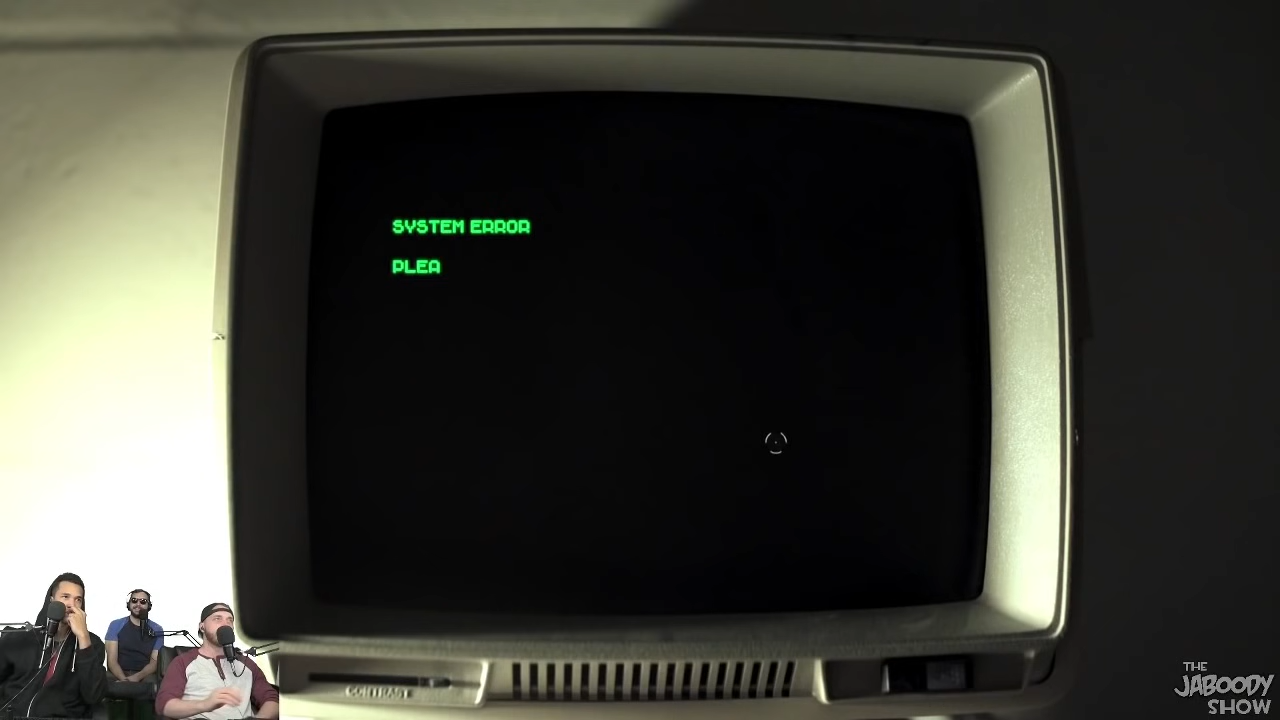 SYSTEM ERROR
PLEA
CONTRAST
THE
JABOODY
SHOW